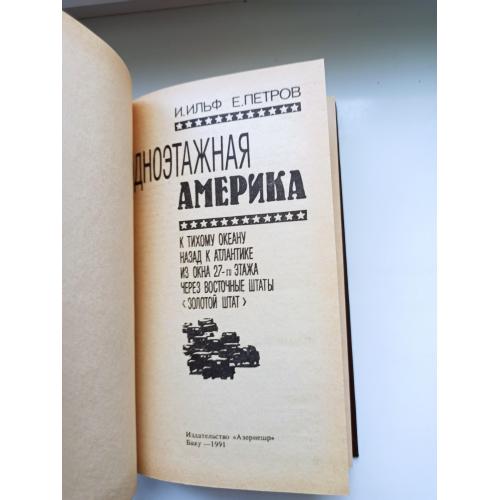 И.ИЛЬФ Е.ПЕТРОВ
ДНОЭТАЖНАЯ
АМЕРИКА
К ТИХОМУ ОКЕАНУ
НАЗАД К АТЛАНТИКЕ
ИЗ ОКНА 27-го ЭТАЖА
ЧЕРЕЗ ВОСТОЧНЫЕ ШТАТЫ
< ЗОЛОТОЙ ШТАТ >
Издательство «Азернешр»
Баку — 1991